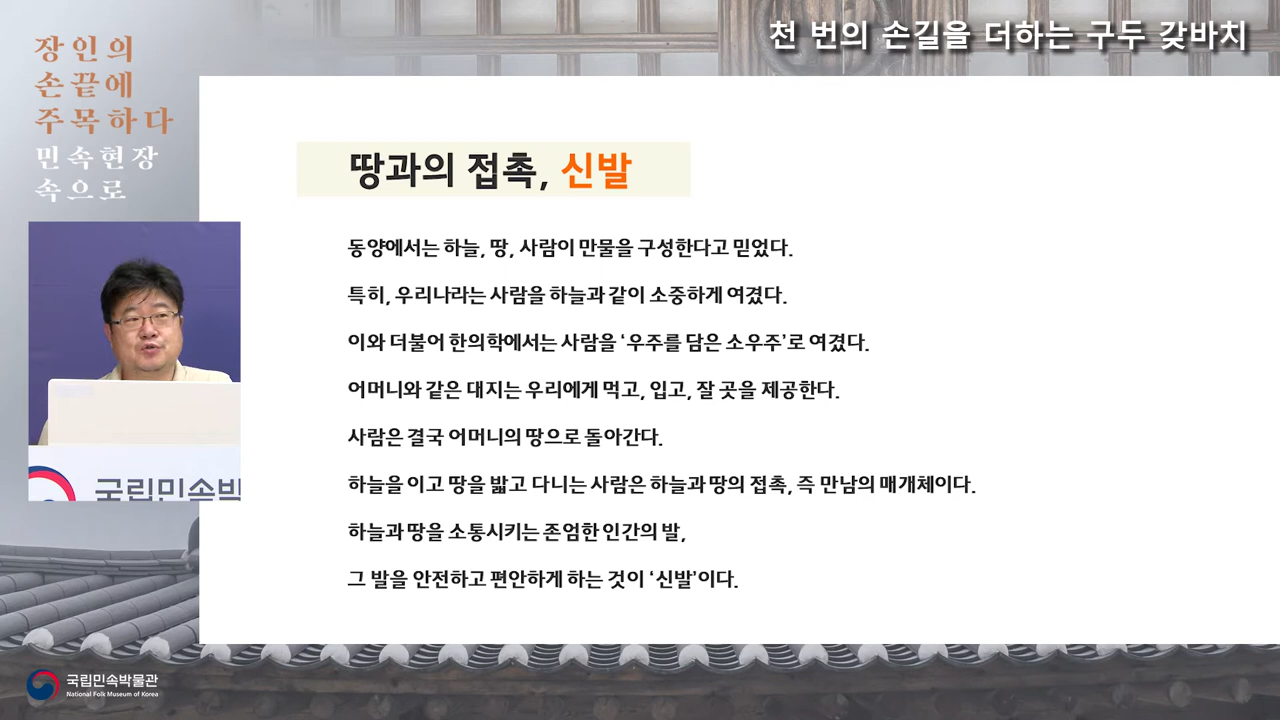 천 번의 손길을 더하는 구두 갖바치
장인의
손끝에
주목하다
민속현장
속으로
땅과의 접촉, 신발
동양에서는 하늘, 땅, 사람이 만물을 구성한다고 믿었다.
특히, 우리나라는 사람을 하늘과 같이 소중하게 여겼다.
이와 더불어 한의학에서는 사람을 ‘우주를 담은 소우주’로 여겼다.
어머니와 같은 대지는 우리에게 먹고, 입고, 잘 곳을 제공한다.
사람은 결국 어머니의 땅으로 돌아간다.
하늘을 이고 땅을 밟고 다니는 사람은 하늘과 땅의 접촉, 즉 만남의 매개체이다.
하늘과 땅을 소통시키는 존엄한 인간의 발,
그 발을 안전하고 편안하게 하는 것이 ‘신발’이다.
국립민속박
국립민속박물관
National Folk Museum of Korea